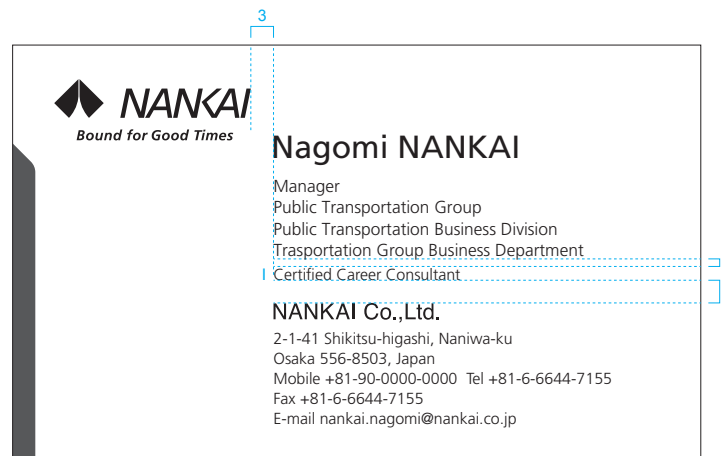 3
NANKAI
Bound for Good Times
Nagomi NANKAI
Manager
Public Transportation Group
Public Transportation Business Division
Trasportation Group Business Department
Certified Career Consultant
NANKAI Co.,Ltd.
2-1-41 Shikitsu-higashi, Naniwa-ku
Osaka 556-8503, Japan
Mobile +81-90-0000-0000 Tel +81-6-6644-7155
Fax +81-6-6644-7155
E-mail nankai.nagomi@nankai.co.jp